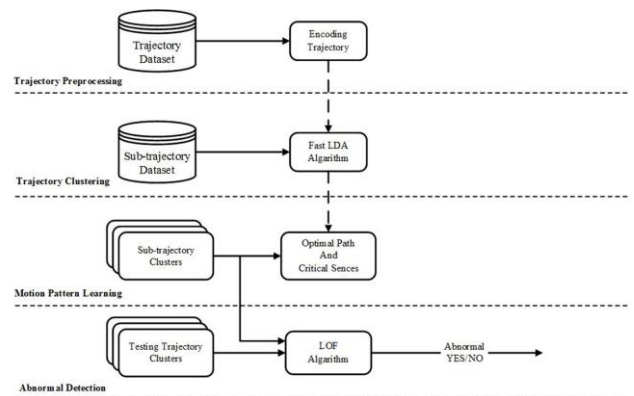 Trajectory
Dataset
Encoding
Trajectory
Trajectory Preprocessing
Sub-trajectory
Dataset
Fast LDA
Algorithm
Trajectory Clustering
Sub-trajectory
Clusters
Optimal Path
And
Critical Sences
Motion Pattern Learning
Testing Trajectory
Clusters
LOF
Algorithm
Abnormal
YES/NO
Abnormal Detection